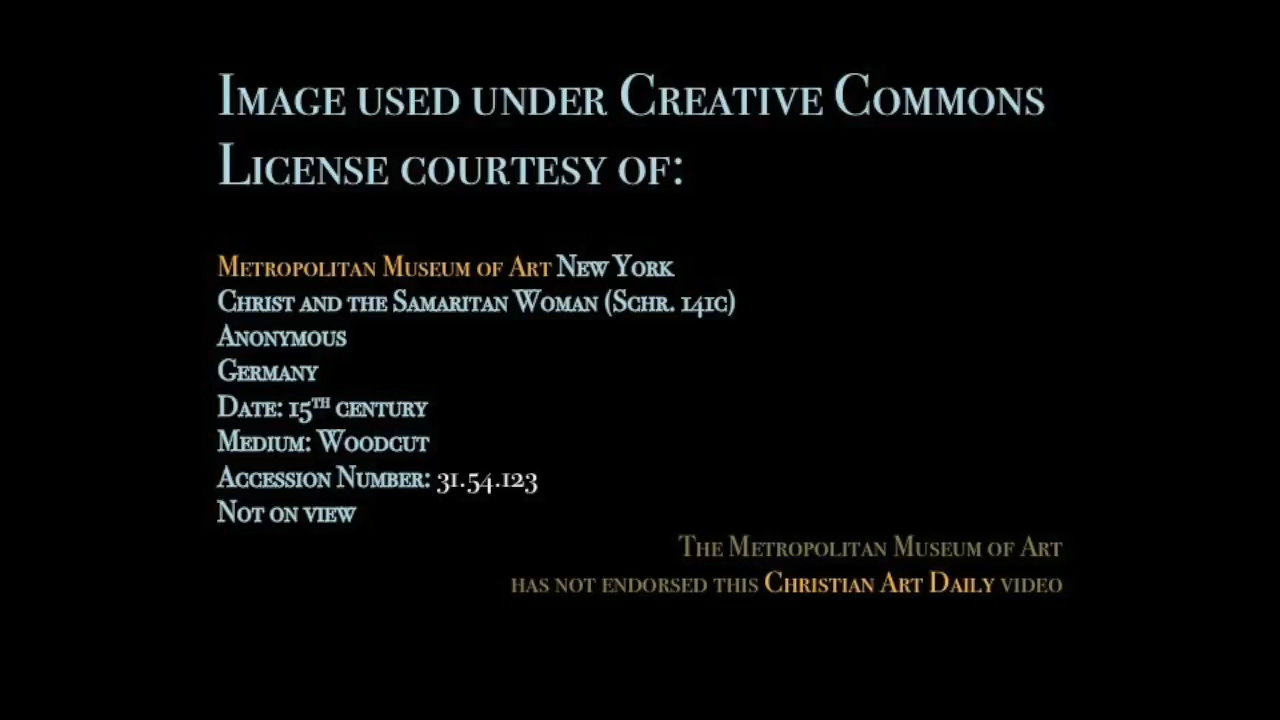 Image used under Creative Commons
License courtesy of:
Metropolitan Museum of Art New York
Christ and the Samaritan Woman (Schr. 141c)
Anonymous
Germany
Date: 15th century
Medium: Woodcut
Accession Number: 31.54.123
Not on view
The Metropolitan Museum of Art
has not endorsed this Christian Art Daily video